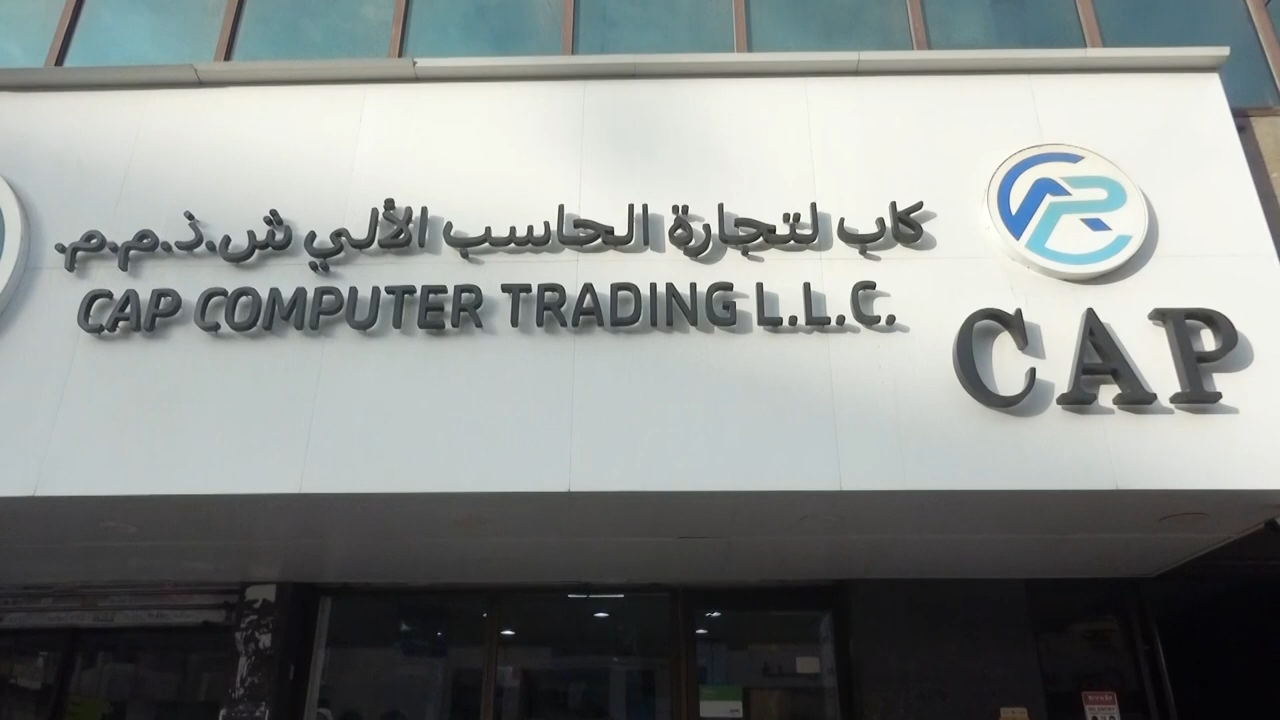 كاب لتجارة الحاسب الألي ش.ذ.م.م.
CAP COMPUTER TRADING L.L.C.
CAP